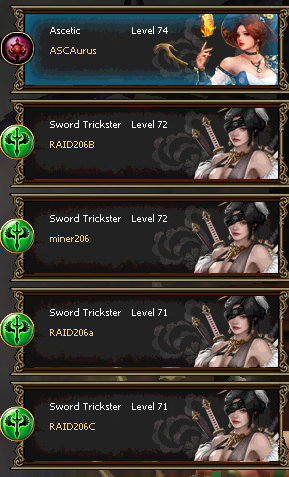 Ascetic Level 74
ASCAurus
Sword Trickster Level 72
RAID206B
Sword Trickster Level 72
miner206
Sword Trickster Level 71
RAID206a
Sword Trickster Level 71
RAID206C